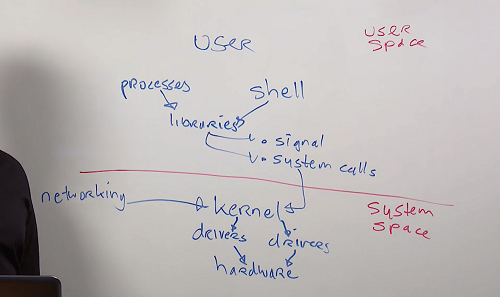 USER
USER
SPACE
processes
Shell
libraries
• signal
• system calls
networking
kernel
SYSTEM
SPACE
drivers
drivers
hardware